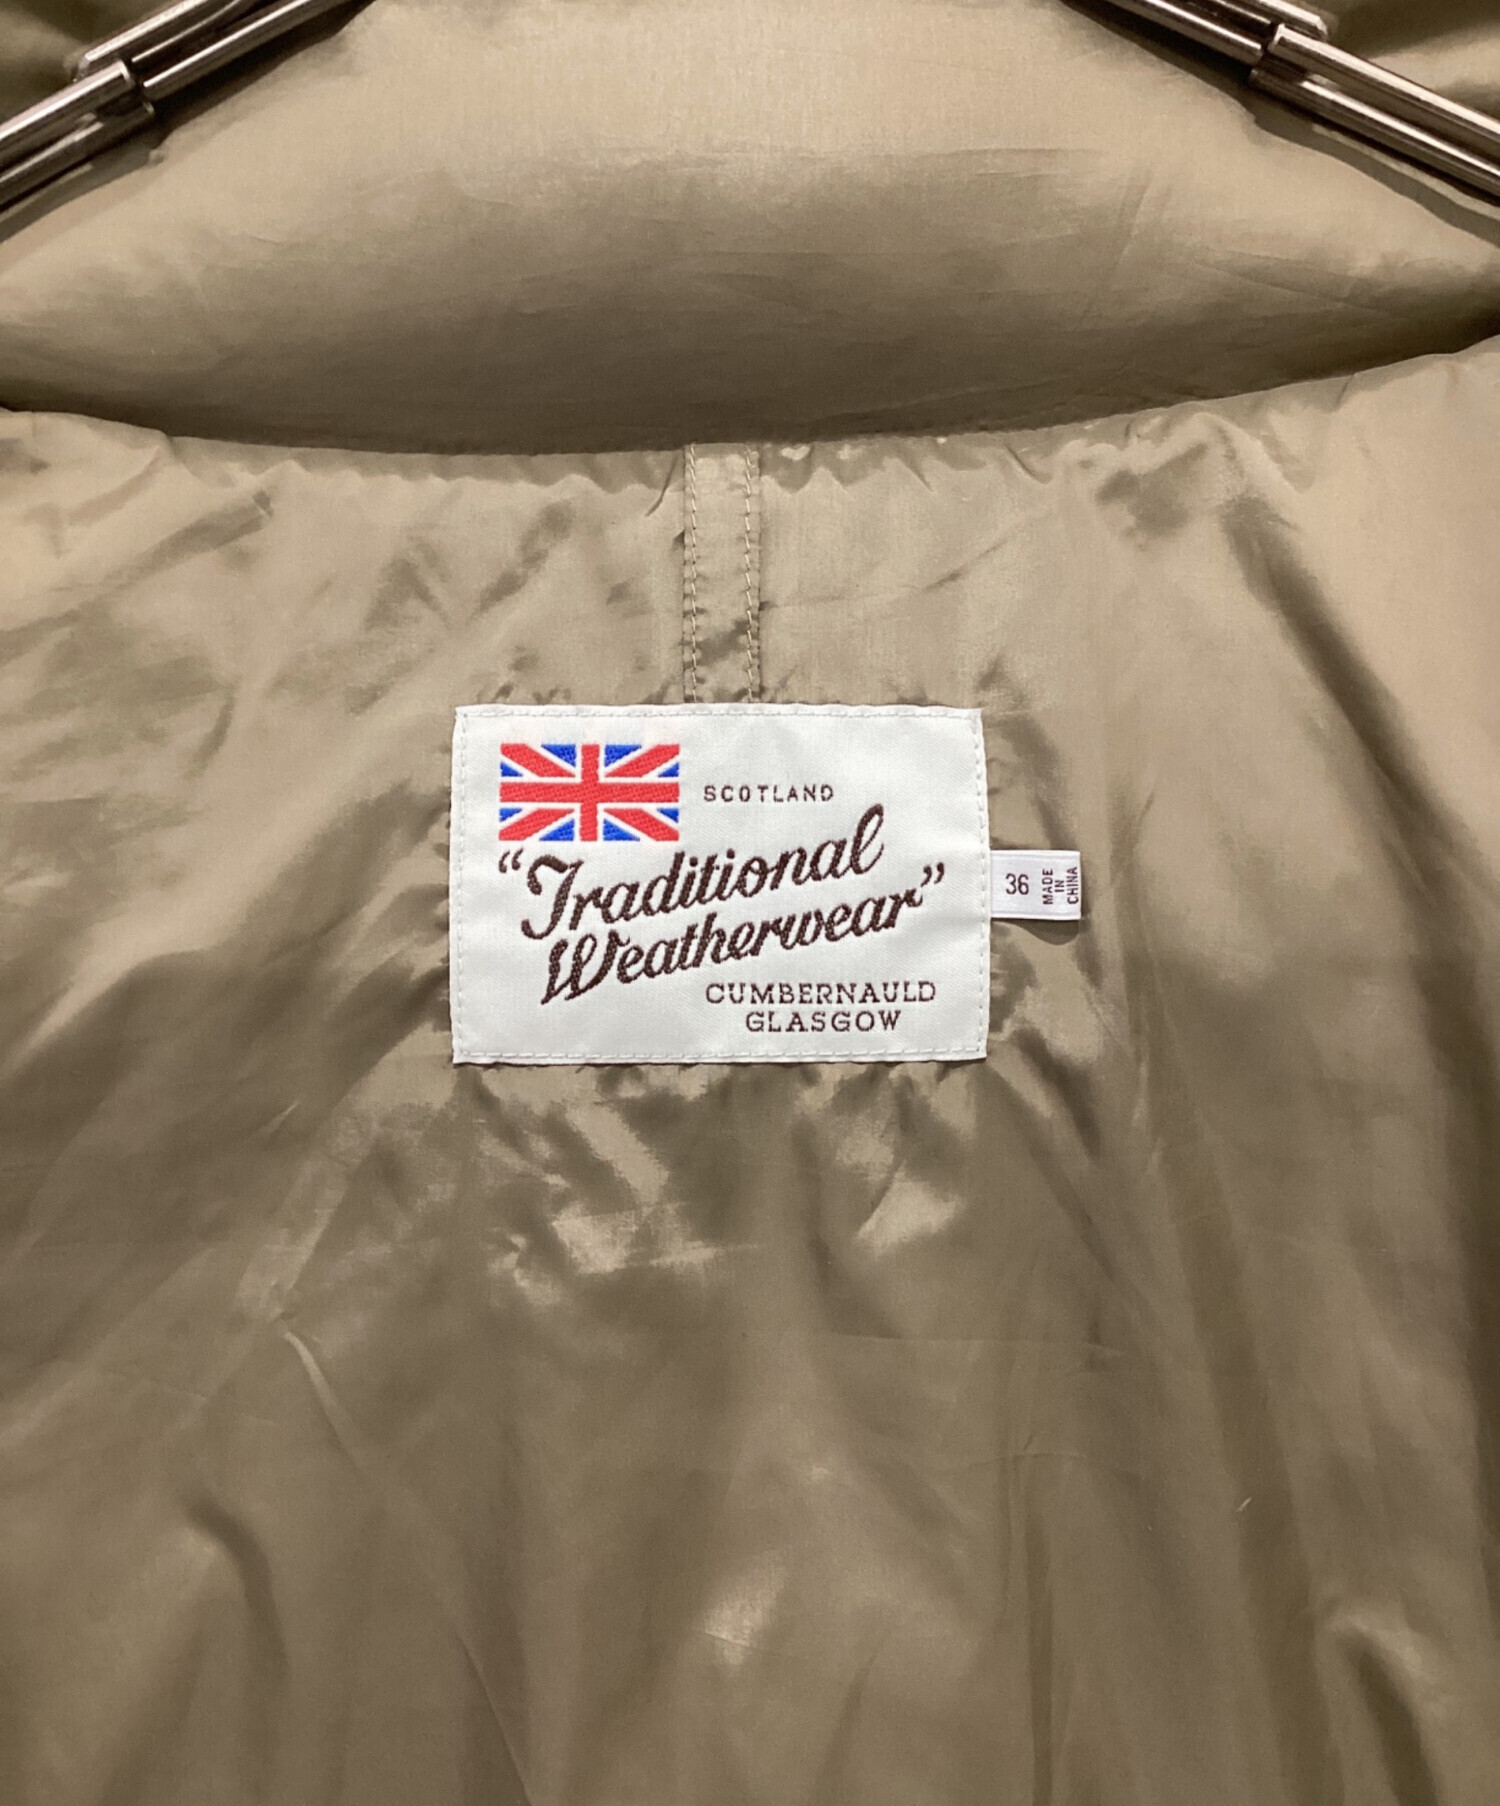 SCOTLAND
“Traditional
Weatherwear”
CUMBERNAULD
GLASGOW
36
MADE
IN
CHINA